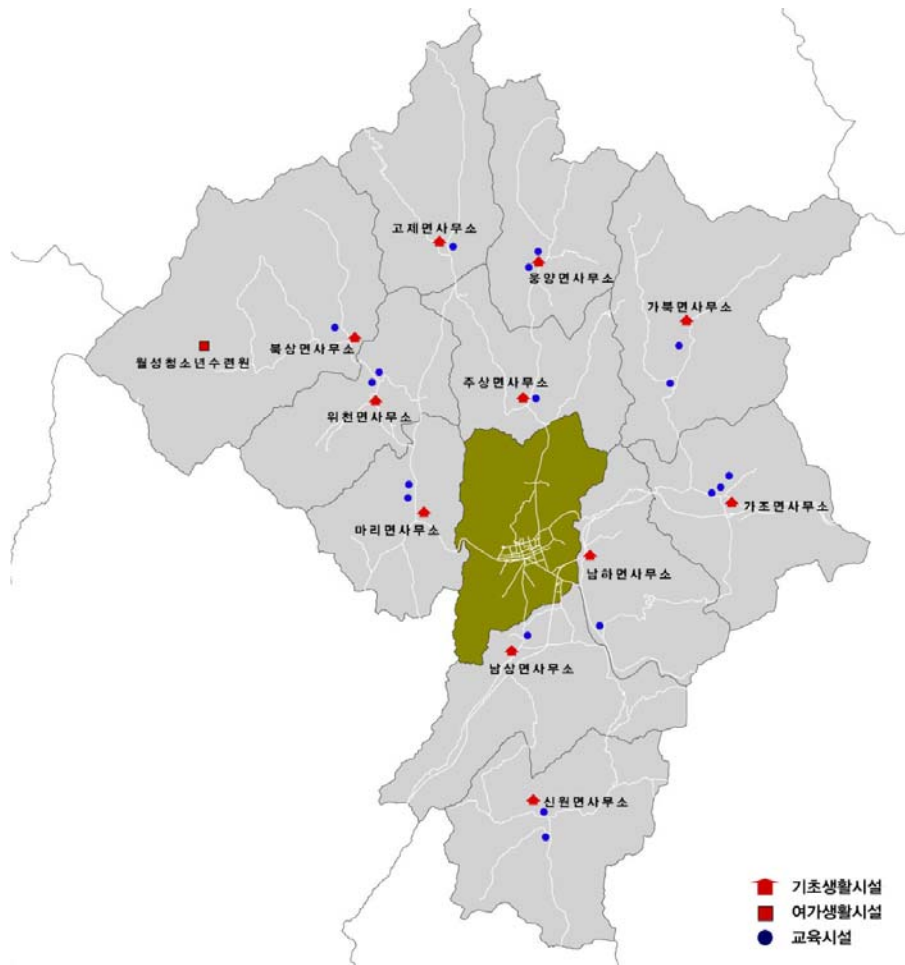 고제면사무소
웅양면사무소
가북면사무소
북상면사무소
월성청소년수련원
주상면사무소
위천면사무소
가조면사무소
마리면사무소
남하면사무소
남상면사무소
신원면사무소
기초생활시설
여가생활시설
교육시설